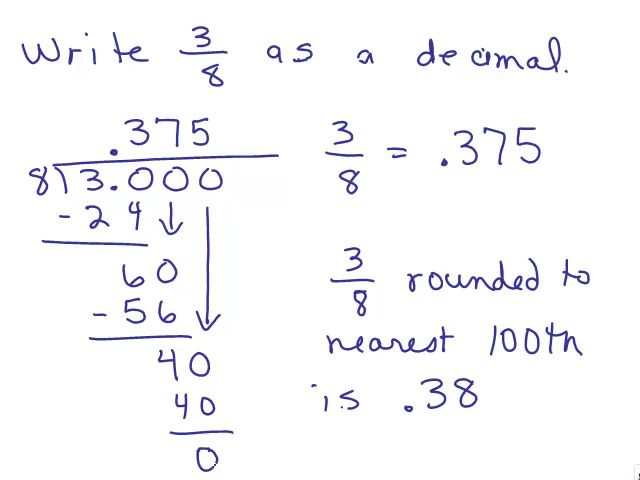 Write 3/8 as a decimal.
.375
8)3.000
-24↓
60
-56
40
40
0
3/8 = .375
3/8 rounded to
nearest 100th
is .38